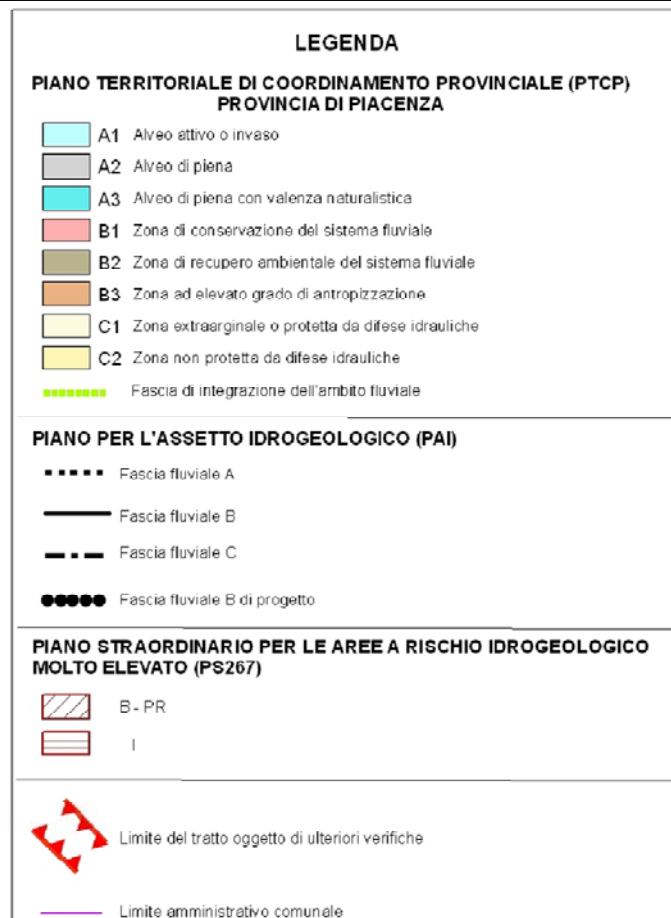 LEGENDA
PIANO TERRITORIALE DI COORDINAMENTO PROVINCIALE (PTCP)
PROVINCIA DI PIACENZA
A1 Alveo attivo o invaso
A2 Alveo di piena
A3 Alveo di piena con valenza naturalistica
B1 Zona di conservazione del sistema fluviale
B2 Zona di recupero ambientale del sistema fluviale
B3 Zona ad elevato grado di antropizzazione
C1 Zona extraarginale o protetta da difese idrauliche
C2 Zona non protetta da difese idrauliche
Fascia di integrazione dell'ambito fluviale
PIANO PER L'ASSETTO IDROGEOLOGICO (PAI)
Fascia fluviale A
Fascia fluviale B
Fascia fluviale C
Fascia fluviale B di progetto
PIANO STRAORDINARIO PER LE AREE A RISCHIO IDROGEOLOGICO
MOLTO ELEVATO (PS267)
B - PR
I
Limite del tratto oggetto di ulteriori verifiche
Limite amministrativo comunale